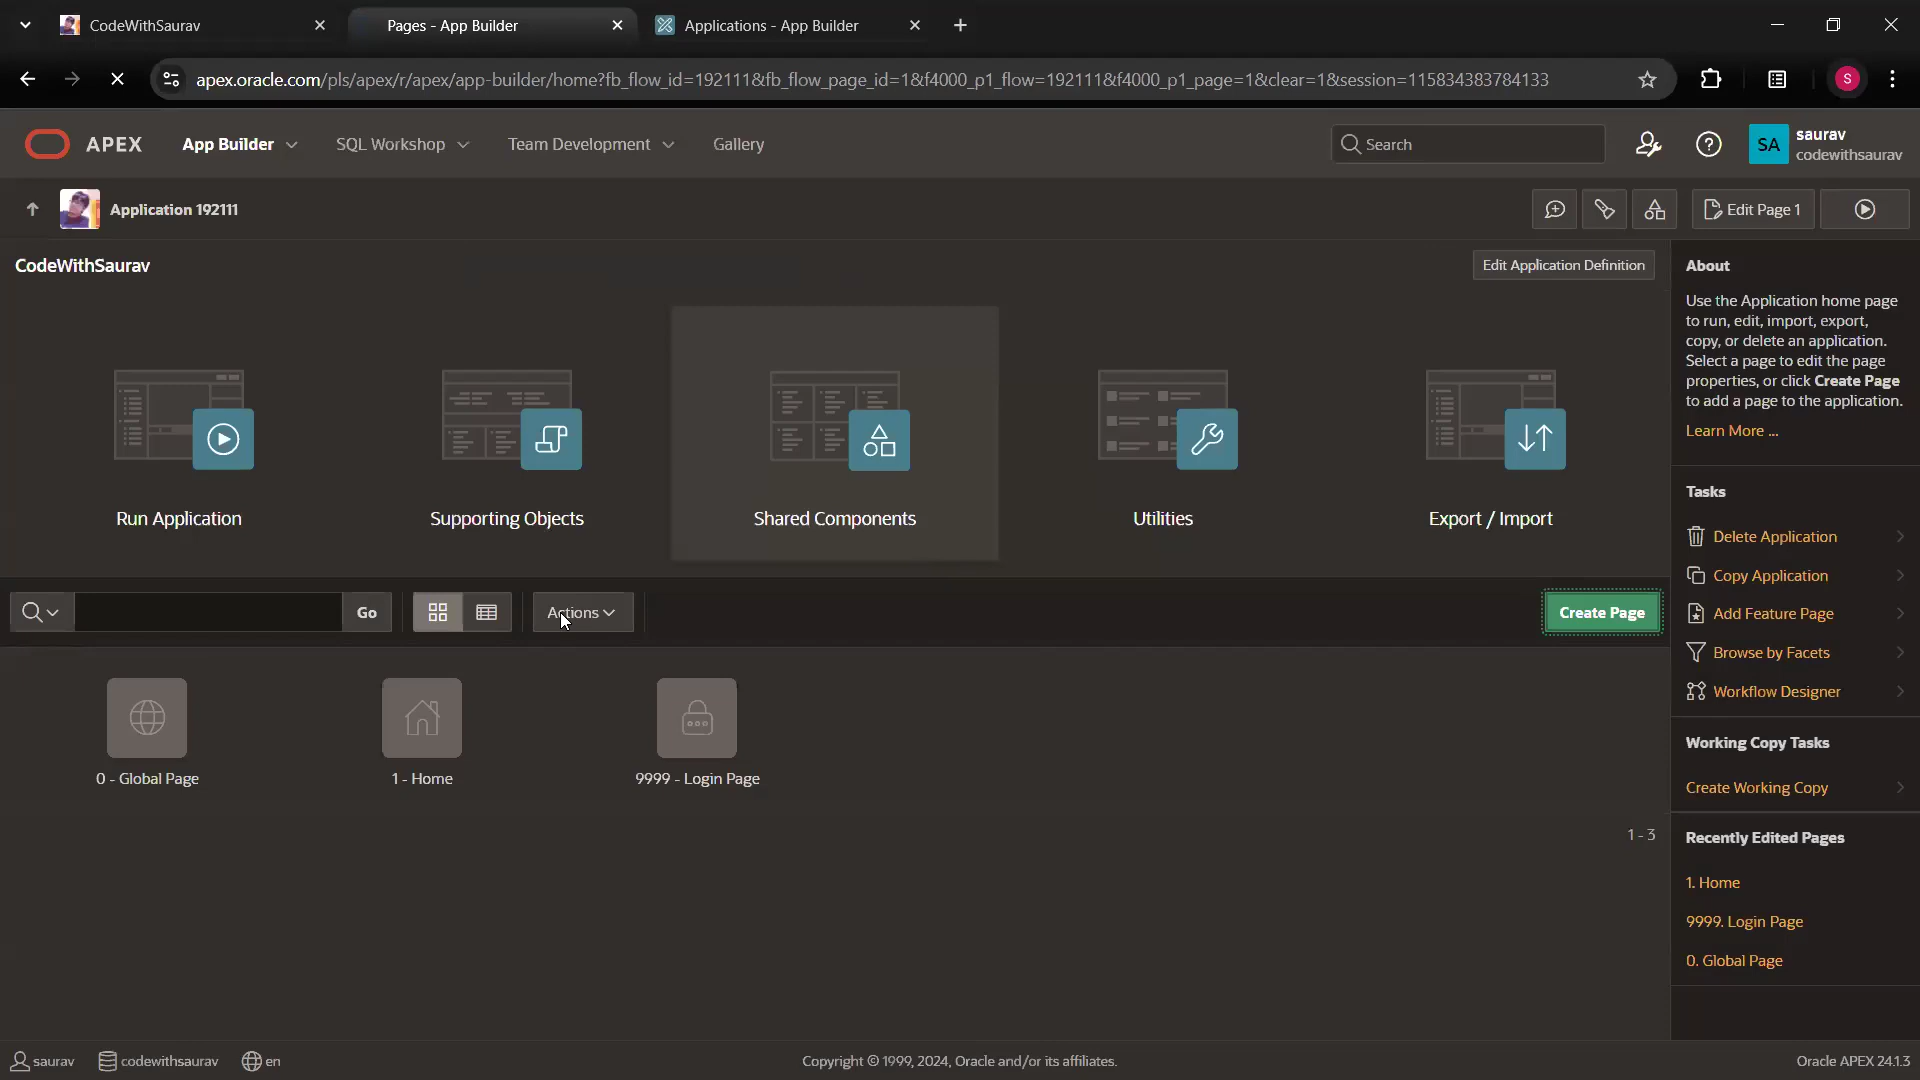 CodeWithSaurav
Pages - App Builder
Applications - App Builder
apex.oracle.com/pls/apex/r/apex/app-builder/home?fb_flow_id=192111&fb_flow_page_id=1&f4000_p1_flow=192111&f4000_p1_page=1&clear=1&session=115834383784133
S
APEX
App Builder
SQL Workshop
Team Development
Gallery
Search
SA
saurav
codewithsaurav
Application 192111
Edit Page 1
CodeWithSaurav
Edit Application Definition
Run Application
Supporting Objects
Shared Components
Utilities
Export / Import
Go
Actions
Create Page
0 - Global Page
1 - Home
9999 - Login Page
1 - 3
About
Use the Application home page
to run, edit, import, export,
copy, or delete an application.
Select a page to edit the page
properties, or click Create Page
to add a page to the application.
Learn More ...
Tasks
Delete Application
Copy Application
Add Feature Page
Browse by Facets
Workflow Designer
Working Copy Tasks
Create Working Copy
Recently Edited Pages
1. Home
9999. Login Page
0. Global Page
saurav
codewithsaurav
en
Copyright © 1999, 2024, Oracle and/or its affiliates.
Oracle APEX 24.1.3